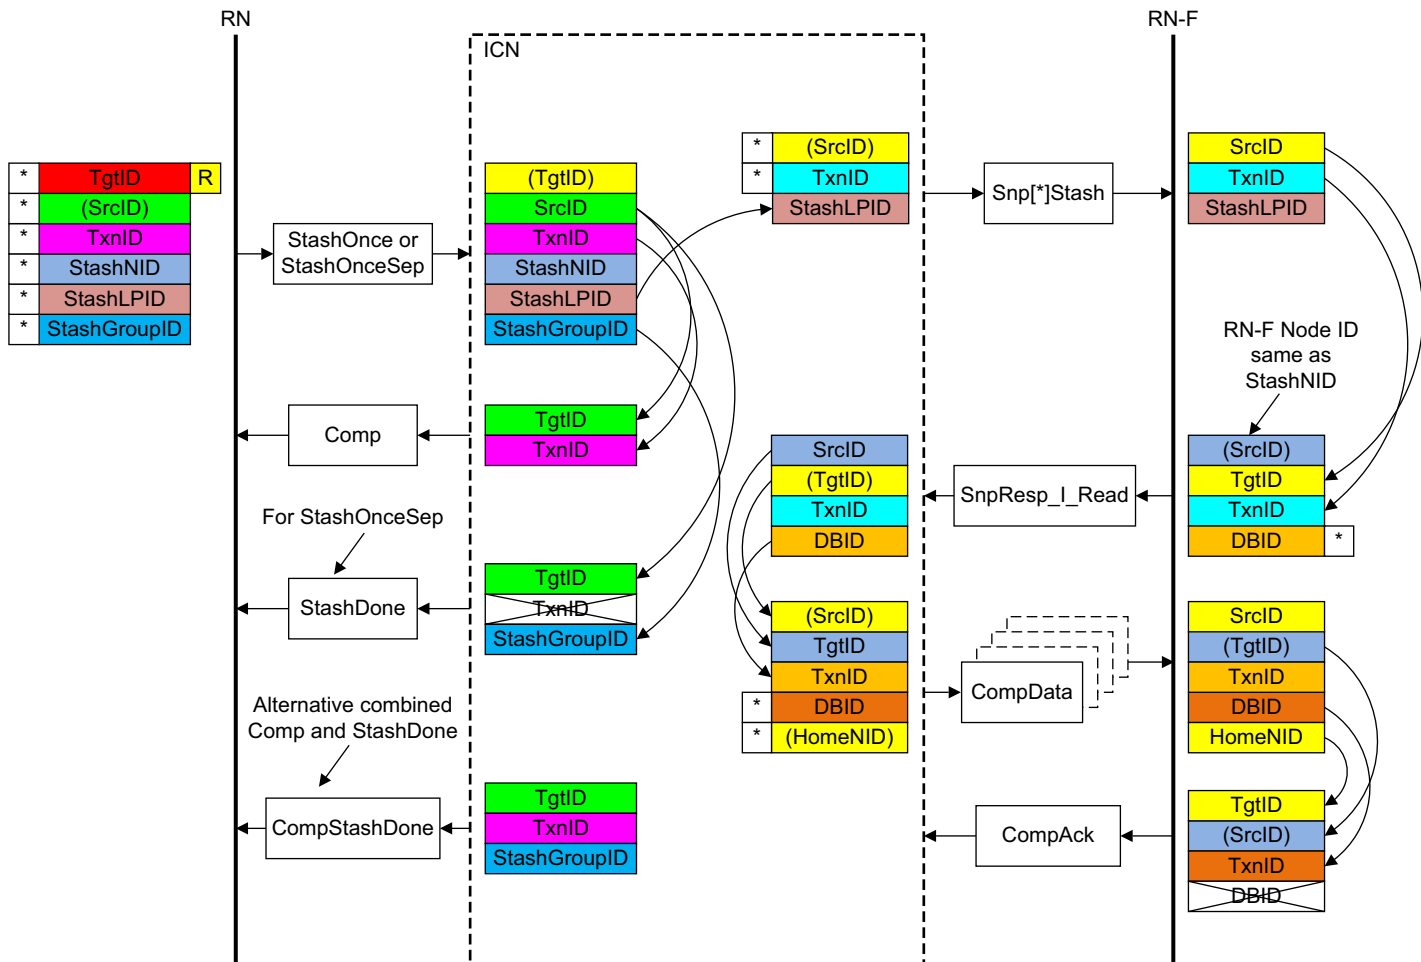 RN
RN-F
ICN
* TgtID R
* (SrcID)
* TxnID
* StashNID
* StashLPID
* StashGroupID
StashOnce or
StashOnceSep
(TgtID)
SrcID
TxnID
StashNID
StashLPID
StashGroupID
* (SrcID)
* TxnID
StashLPID
Snp[*]Stash
SrcID
TxnID
StashLPID
RN-F Node ID
same as
StashNID
Comp
TgtID
TxnID
SrcID
(TgtID)
TxnID
DBID
SnpResp_I_Read
(SrcID)
TgtID
TxnID
DBID *
For StashOnceSep
StashDone
TgtID
TxnID
StashGroupID
(SrcID)
TgtID
TxnID
* DBID
* (HomeNID)
CompData
SrcID
(TgtID)
TxnID
DBID
HomeNID
Alternative combined
Comp and StashDone
CompStashDone
TgtID
TxnID
StashGroupID
CompAck
TgtID
(SrcID)
TxnID
DBID